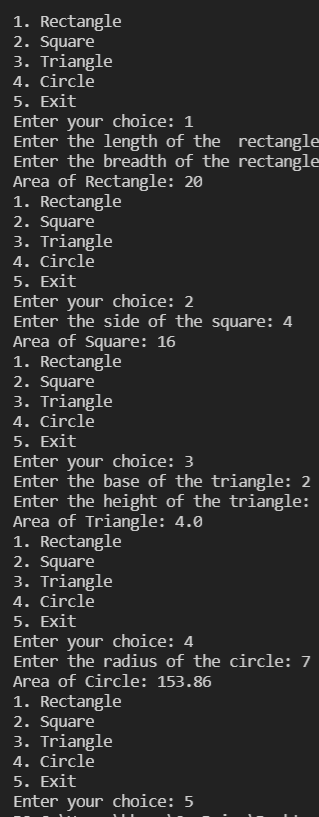 1. Rectangle
2. Square
3. Triangle
4. Circle
5. Exit
Enter your choice: 1
Enter the length of the  rectangle
Enter the breadth of the rectangle
Area of Rectangle: 20
1. Rectangle
2. Square
3. Triangle
4. Circle
5. Exit
Enter your choice: 2
Enter the side of the square: 4
Area of Square: 16
1. Rectangle
2. Square
3. Triangle
4. Circle
5. Exit
Enter your choice: 3
Enter the base of the triangle: 2
Enter the height of the triangle:
Area of Triangle: 4.0
1. Rectangle
2. Square
3. Triangle
4. Circle
5. Exit
Enter your choice: 4
Enter the radius of the circle: 7
Area of Circle: 153.86
1. Rectangle
2. Square
3. Triangle
4. Circle
5. Exit
Enter your choice: 5